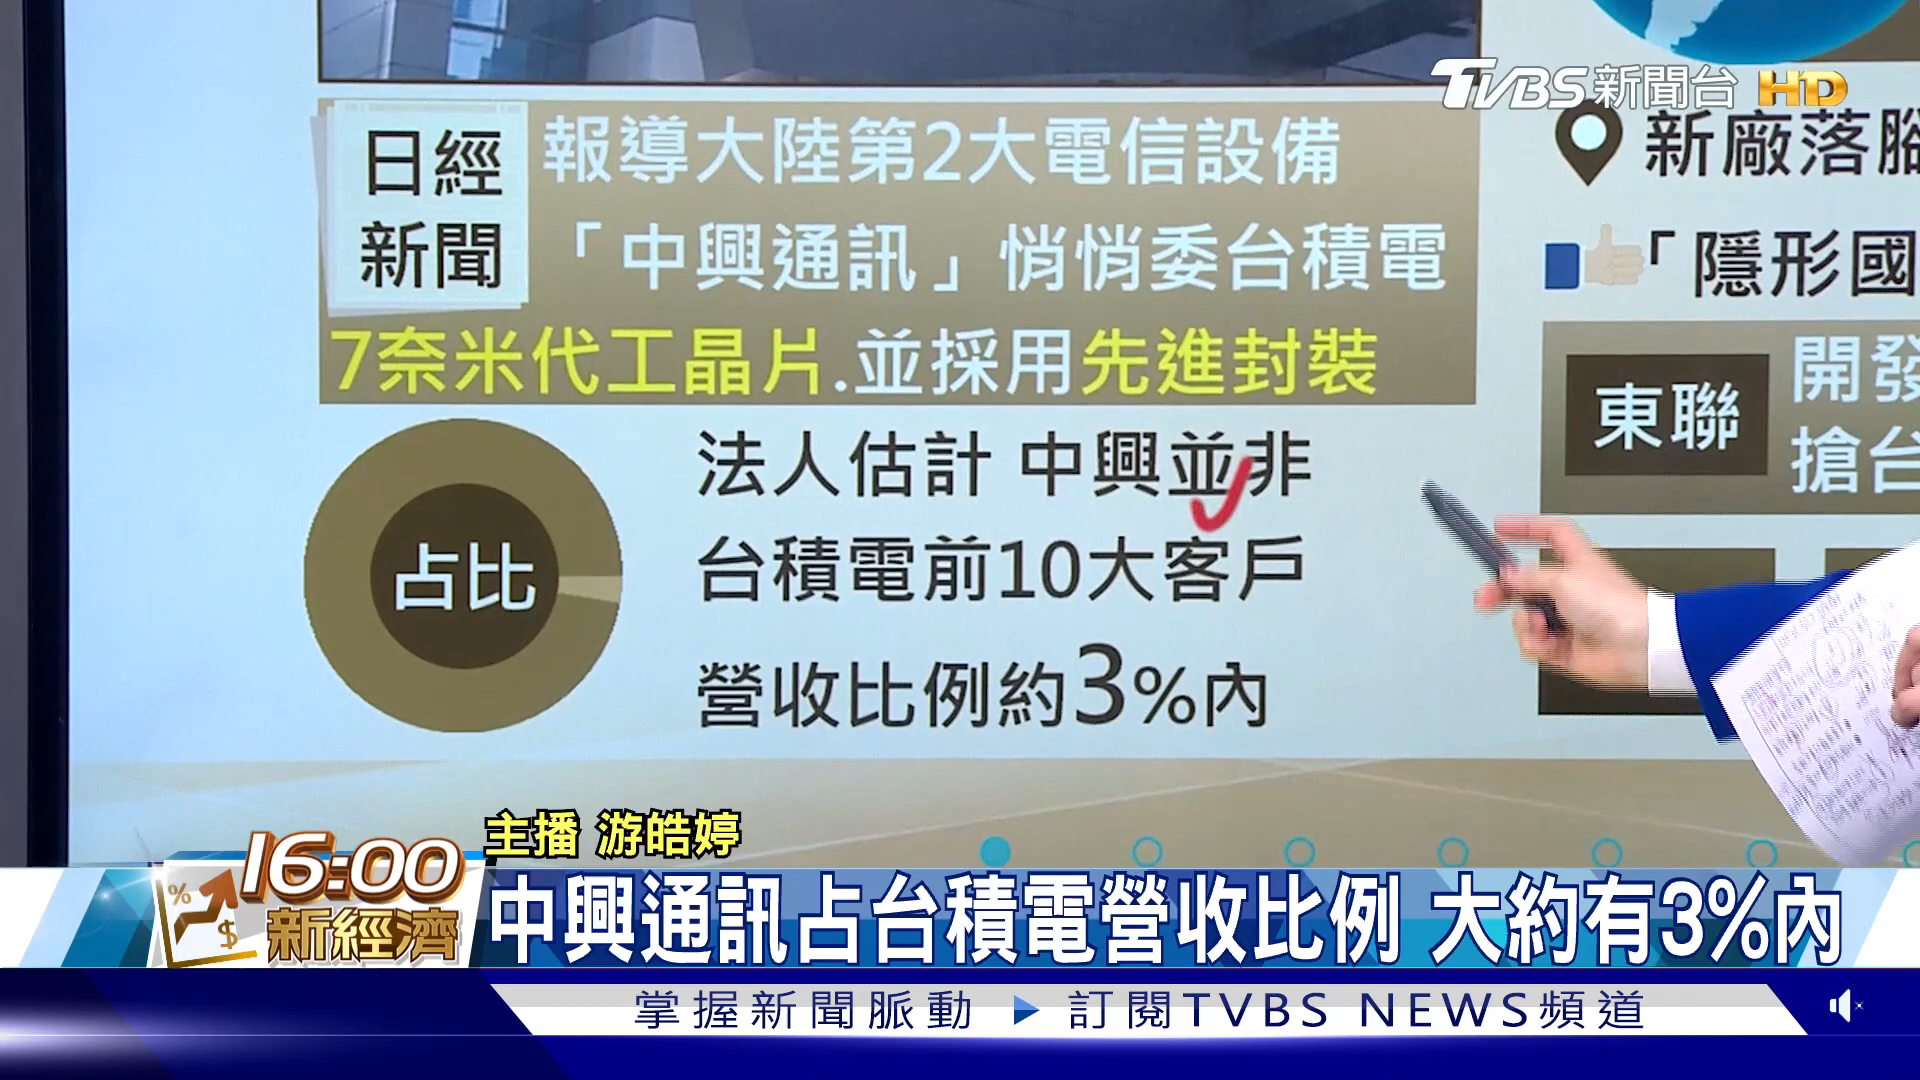 TVBS新聞台 HD
日經
新聞
報導大陸第2大電信設備
「中興通訊」悄悄委台積電
7奈米代工晶片.並採用先進封裝
占比
法人估計 中興並非
台積電前10大客戶
營收比例約3%內
新廠落腳
「隱形國
東聯
開發
搶台
主播 游皓婷
16:00
新經濟
%
$
中興通訊占台積電營收比例 大約有3%內
掌握新聞脈動 ▶ 訂閱TVBS NEWS頻道